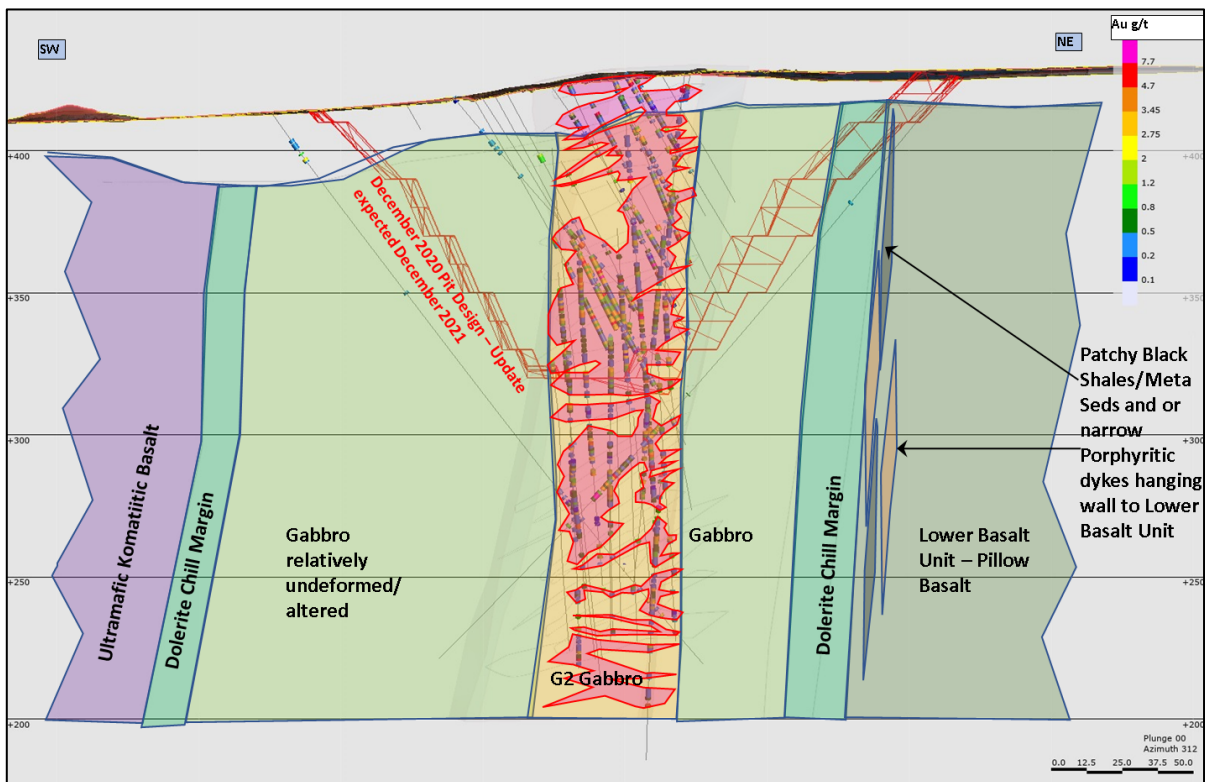 SW
NE
Au g/t
7.7
4.7
3.45
2.75
2
1.2
0.8
0.5
0.2
0.1
+400
+400
+350
+350
+300
+300
+250
+250
+200
+200
December 2020 Pit Design – Update
expected December 2021
Ultramafic Komatiitic Basalt
Dolerite Chill Margin
Gabbro
relatively
undeformed/
altered
G2 Gabbro
Gabbro
Dolerite Chill Margin
Lower Basalt
Unit – Pillow
Basalt
Patchy Black
Shales/Meta
Seds and or
narrow
Porphyritic
dykes hanging
wall to Lower
Basalt Unit
Plunge 00
Azimuth 312
0.0 12.5 25.0 37.5 50.0